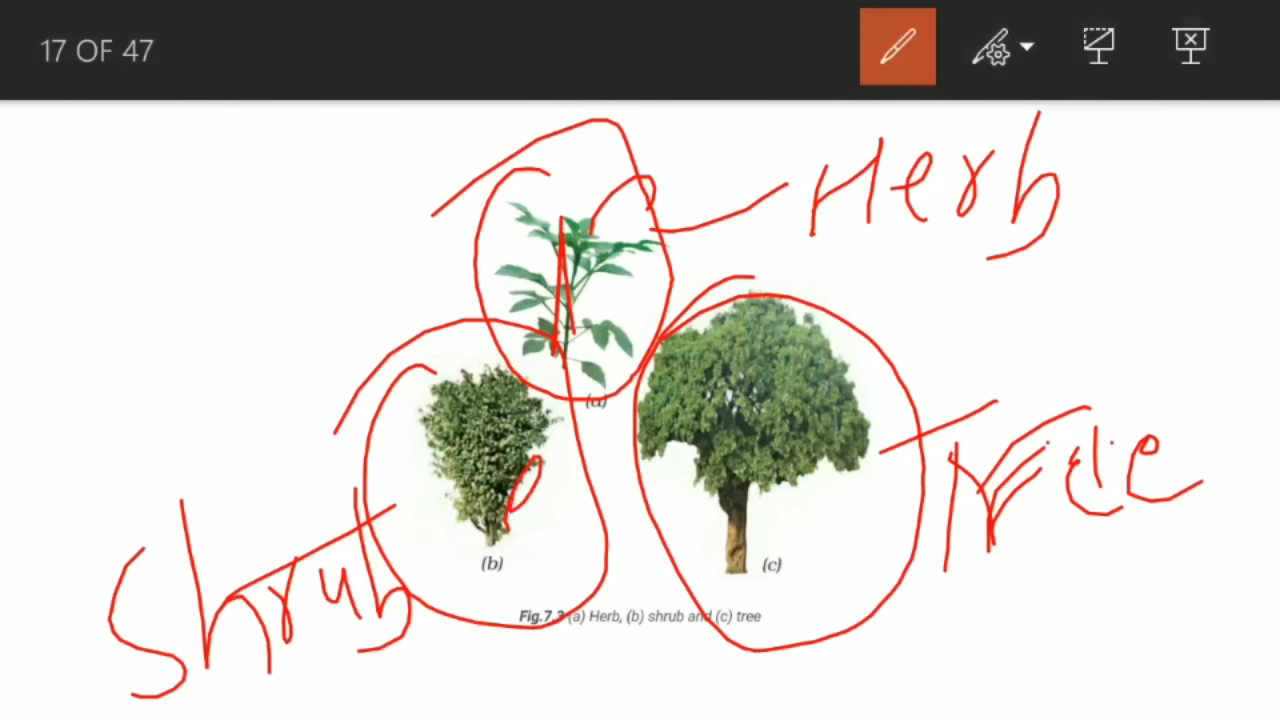 17 OF 47
Herb
(a)
Tree
Shrub
(b)
(c)
Fig.7.3 (a) Herb, (b) shrub and (c) tree